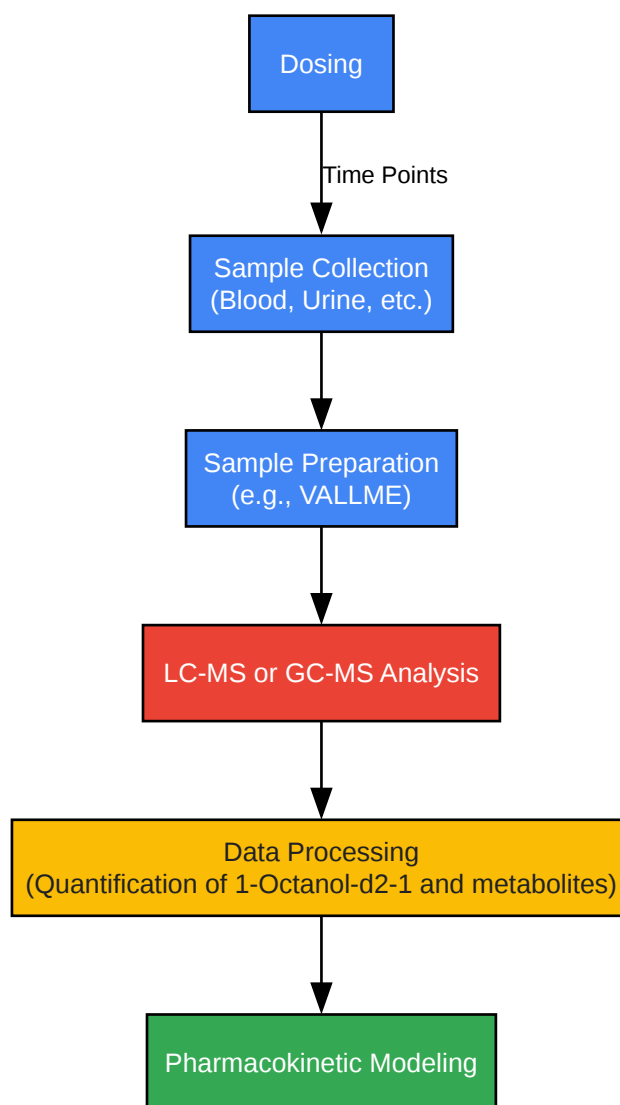 Dosing
Time Points
Sample Collection
(Blood, Urine, etc.)
Sample Preparation
(e.g., VALLME)
LC-MS or GC-MS Analysis
Data Processing
(Quantification of 1-Octanol-d2-1 and metabolites)
Pharmacokinetic Modeling